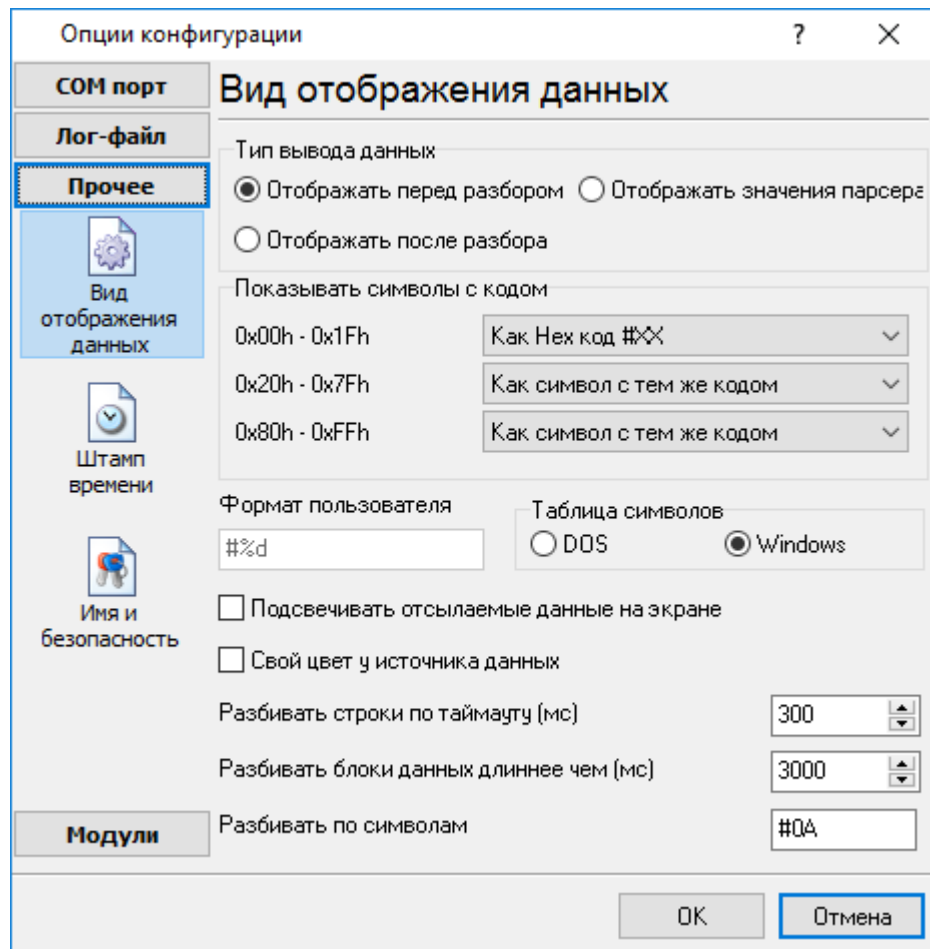 Опции конфигурации
?
COM порт
Лог-файл
Прочее
Вид
отображения
данных
Штамп
времени
Имя и
безопасность
Модули
Вид отображения данных
Тип вывода данных
Отображать перед разбором
Отображать значения парсера
Отображать после разбора
Показывать символы с кодом
0x00h - 0x1Fh
Как Hex код #XX
0x20h - 0x7Fh
Как символ с тем же кодом
0x80h - 0xFFh
Как символ с тем же кодом
Формат пользователя
#%d
Таблица символов
DOS
Windows
Подсвечивать отсылаемые данные на экране
Свой цвет у источника данных
Разбивать строки по таймауту (мс)
300
Разбивать блоки данных длиннее чем (мс)
3000
Разбивать по символам
#0A
OK
Отмена